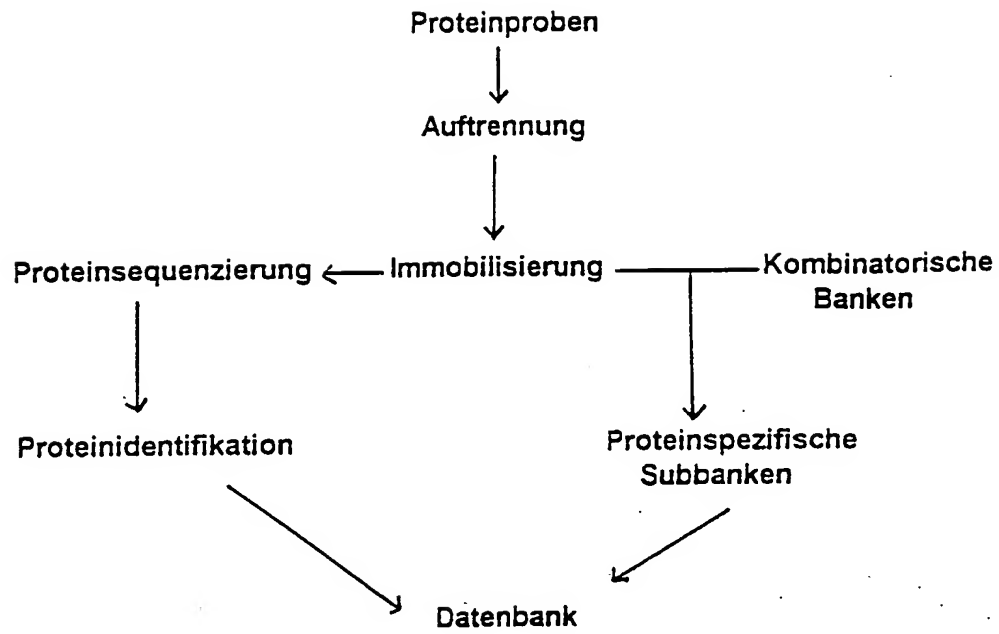 Proteinproben
Auftrennung
Proteinsequenzierung
Immobilisierung
Kombinatorische
Banken
Proteinidentifikation
Proteinspezifische
Subbanken
Datenbank